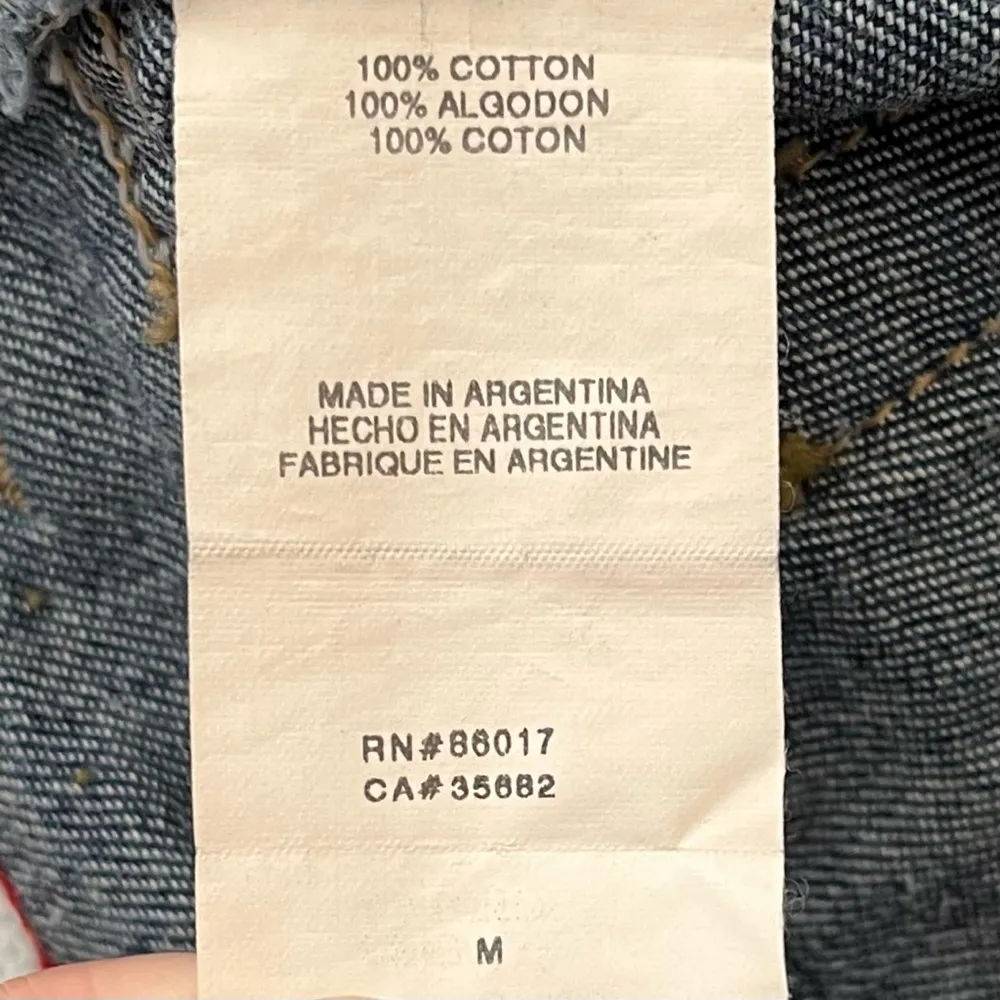 100% COTTON
100% ALGODON
100% COTON
MADE IN ARGENTINA
HECHO EN ARGENTINA
FABRIQUE EN ARGENTINE
RN#86017
CA#35682
M